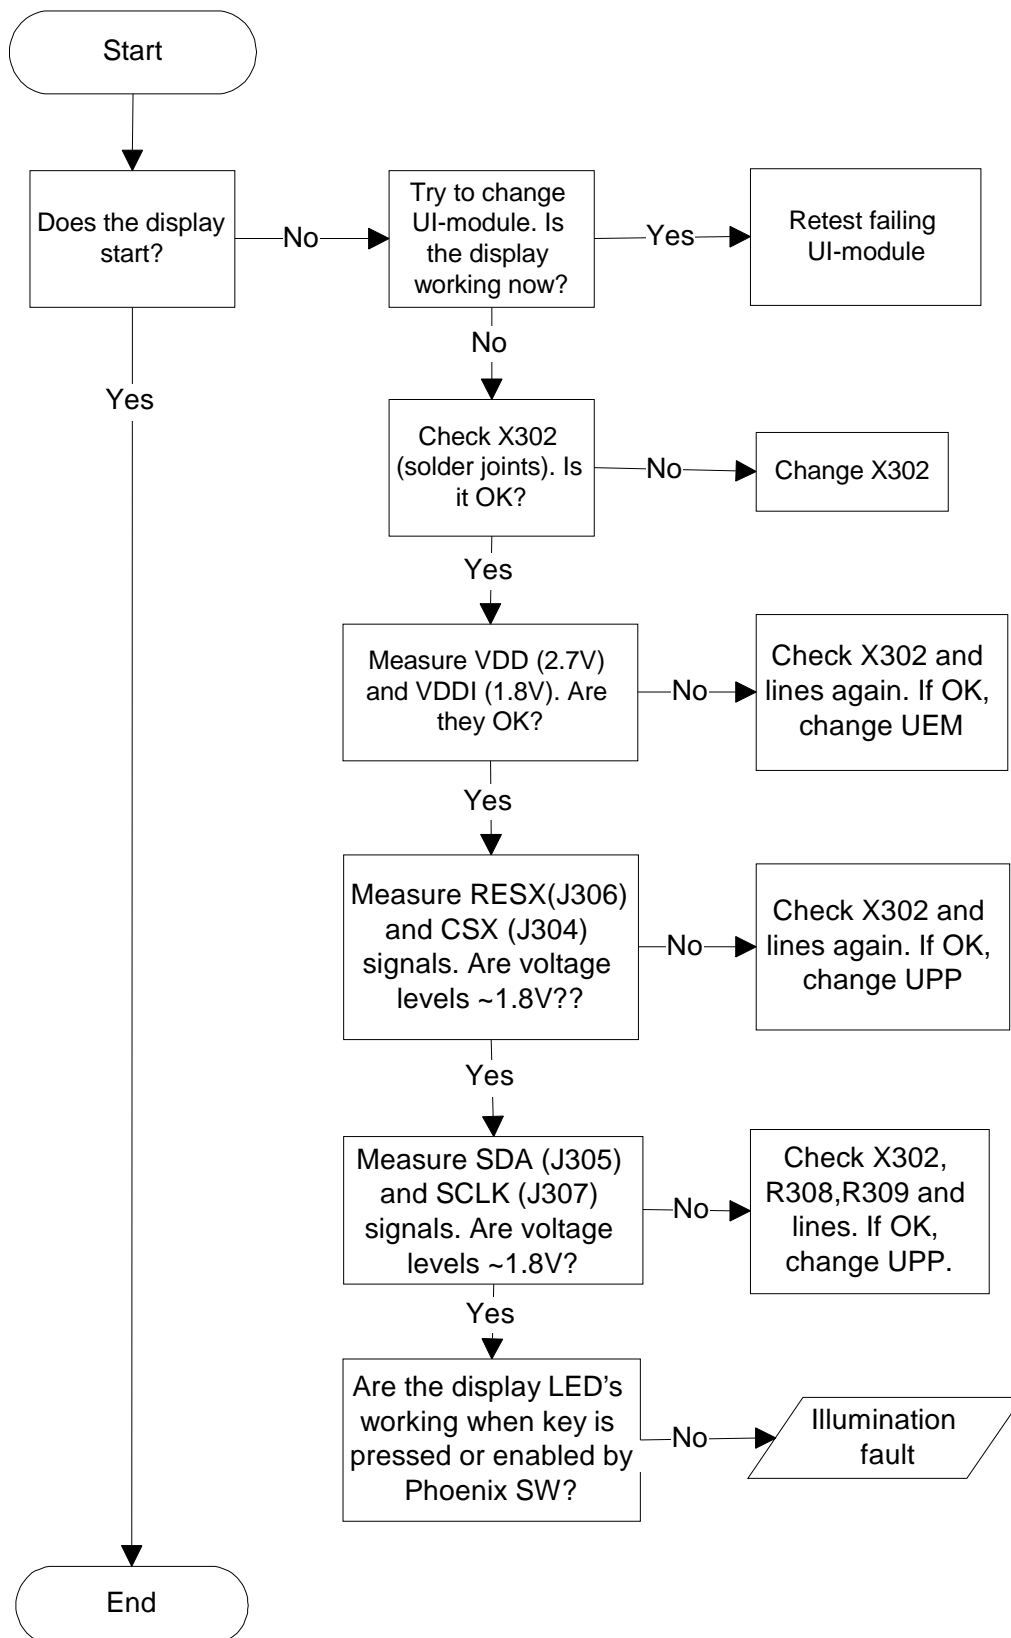 Start
Does the display
start?
No
Try to change
UI-module. Is
the display
working now?
Yes
Retest failing
UI-module
Yes
No
Check X302
(solder joints). Is
it OK?
No
Change X302
Yes
Measure VDD (2.7V)
and VDDI (1.8V). Are
they OK?
No
Check X302 and
lines again. If OK,
change UEM
Yes
Measure RESX(J306)
and CSX (J304)
signals. Are voltage
levels ~1.8V??
No
Check X302 and
lines again. If OK,
change UPP
Yes
Measure SDA (J305)
and SCLK (J307)
signals. Are voltage
levels ~1.8V?
No
Check X302,
R308,R309 and
lines. If OK,
change UPP.
Yes
Are the display LED's
working when key is
pressed or enabled by
Phoenix SW?
No
Illumination
fault
End